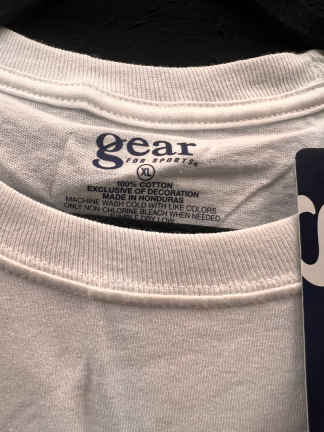 gear
FOR SPORTS®
XL
100% COTTON
EXCLUSIVE OF DECORATION
MADE IN HONDURAS
MACHINE WASH COLD WITH LIKE COLORS
ONLY NON-CHLORINE BLEACH WHEN NEEDED